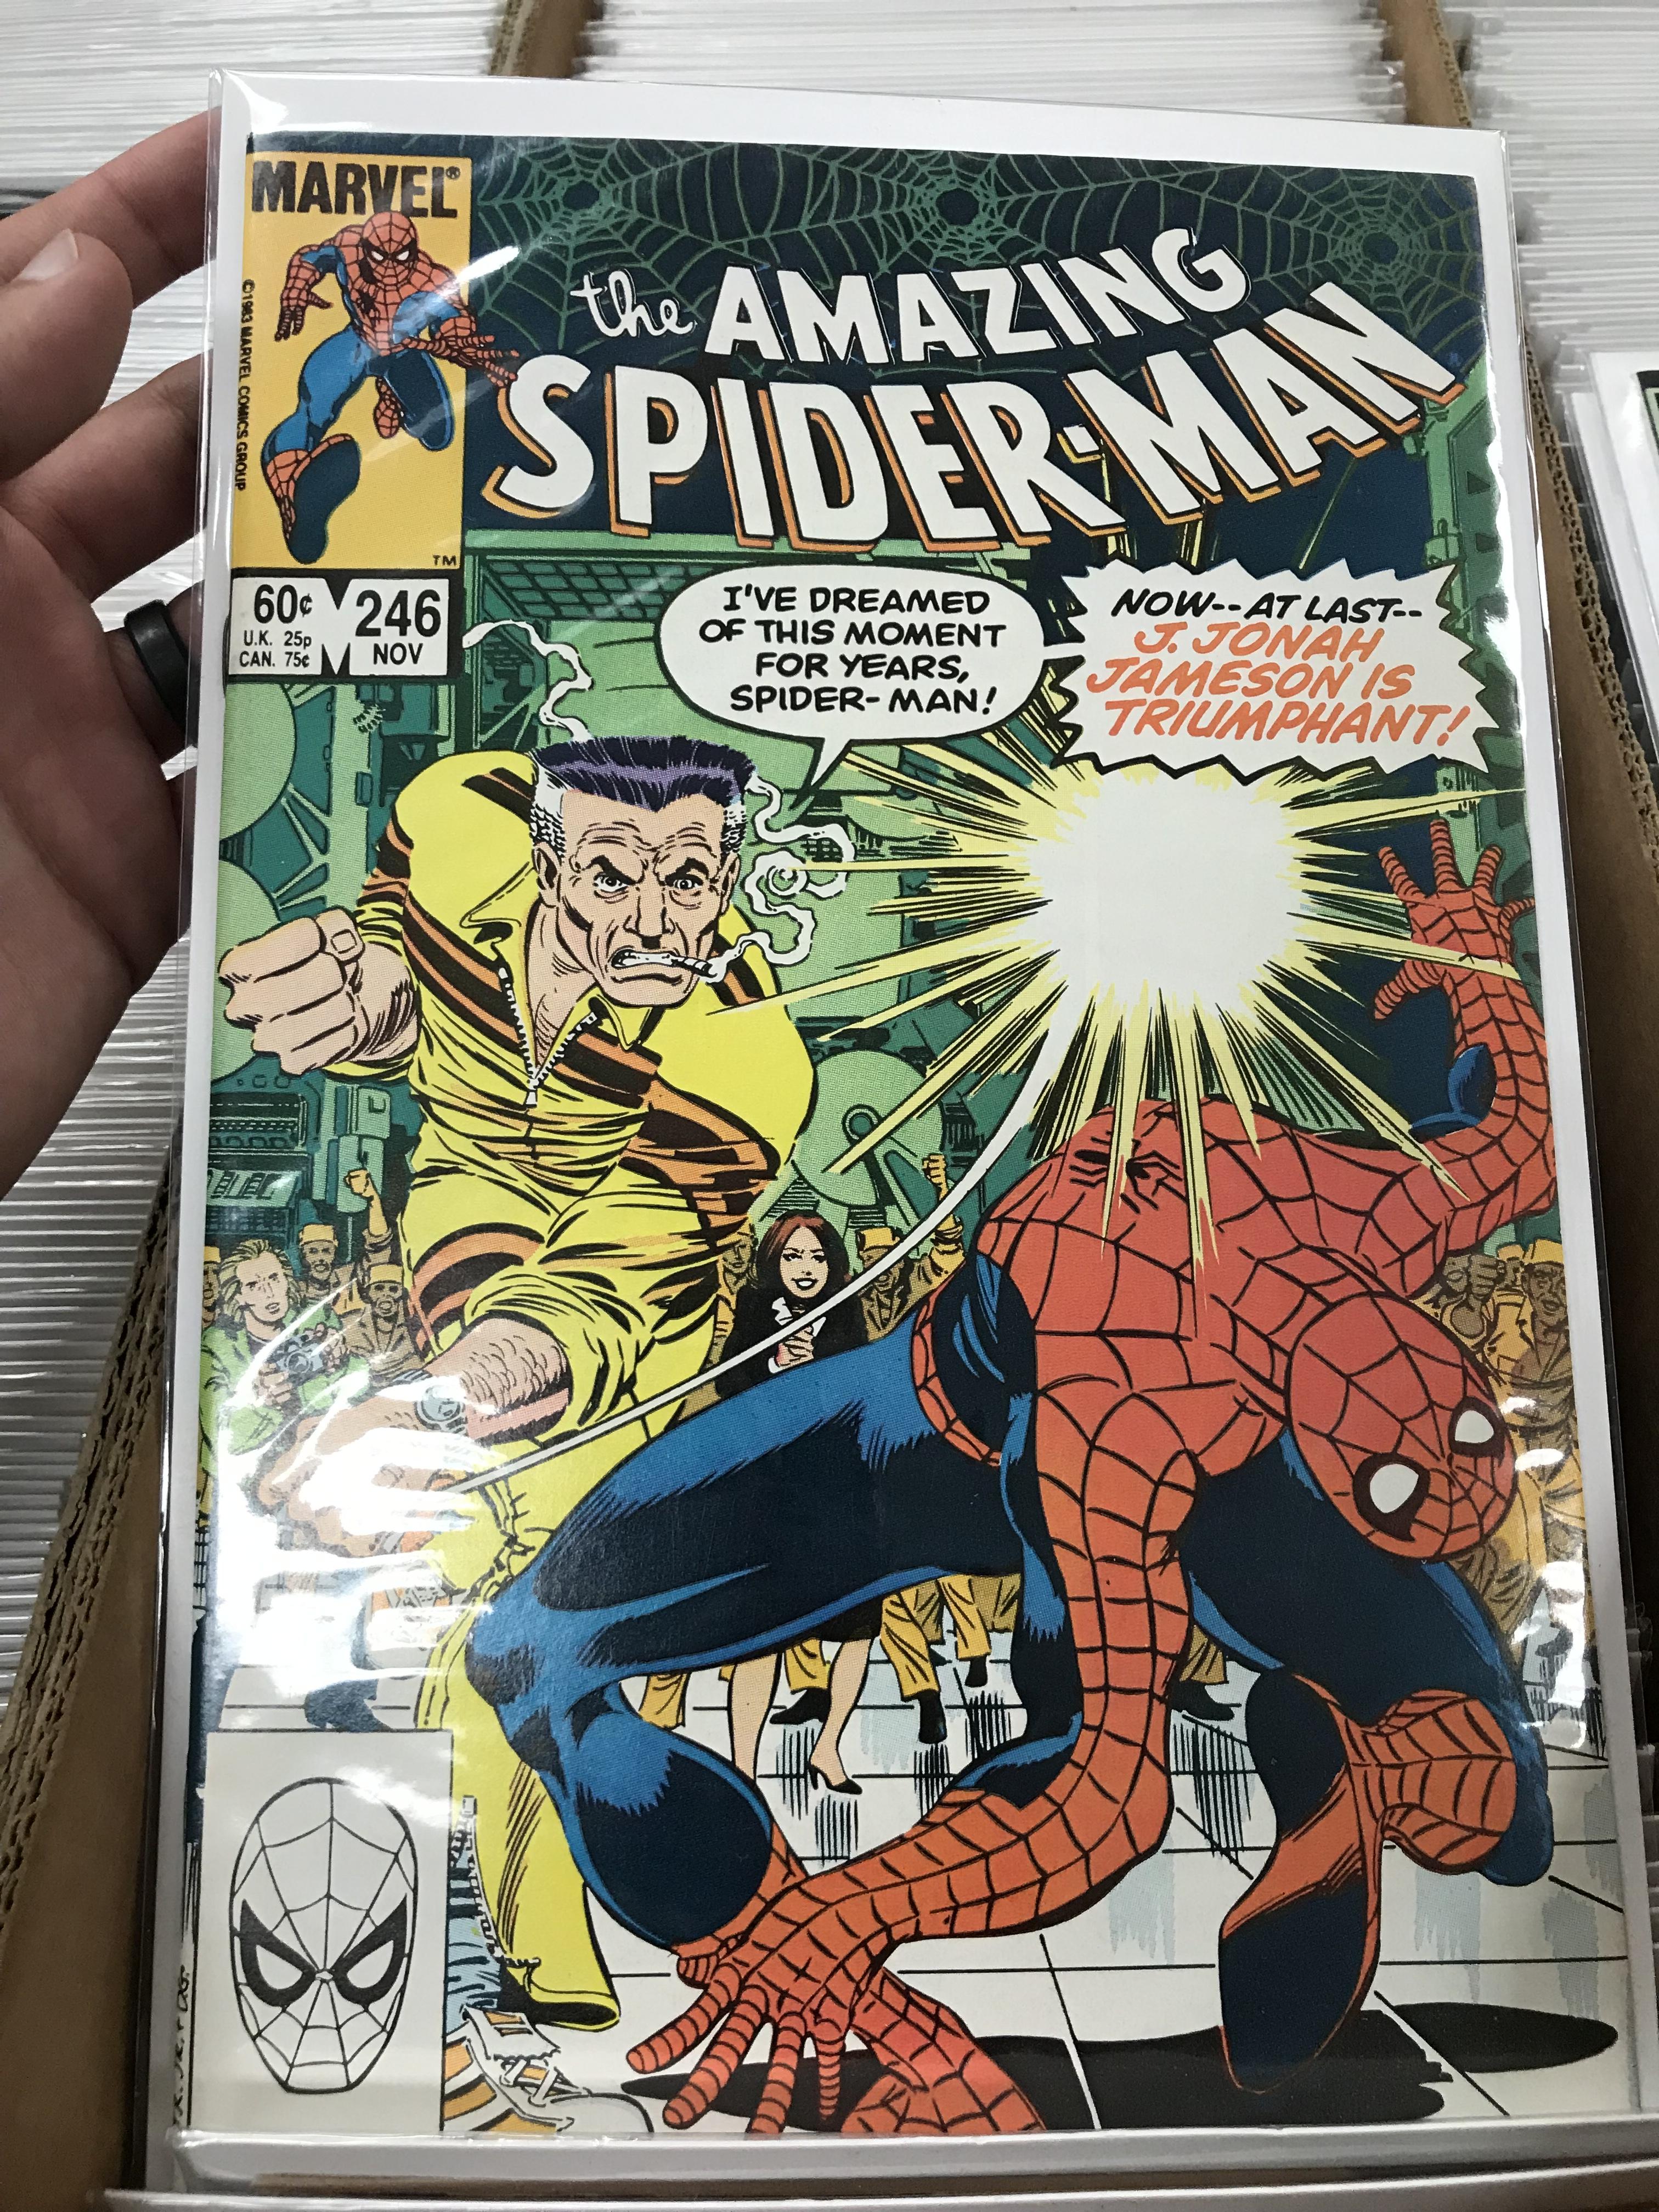 MARVEL®
©1983 MARVEL COMICS GROUP
TM
the AMAZING
SPIDER-MAN
60¢
U.K. 25p
CAN. 75¢
M
246
NOV
I'VE DREAMED
OF THIS MOMENT
FOR YEARS,
SPIDER-MAN!
NOW--AT LAST--
J. JONAH
JAMESON IS
TRIUMPHANT!